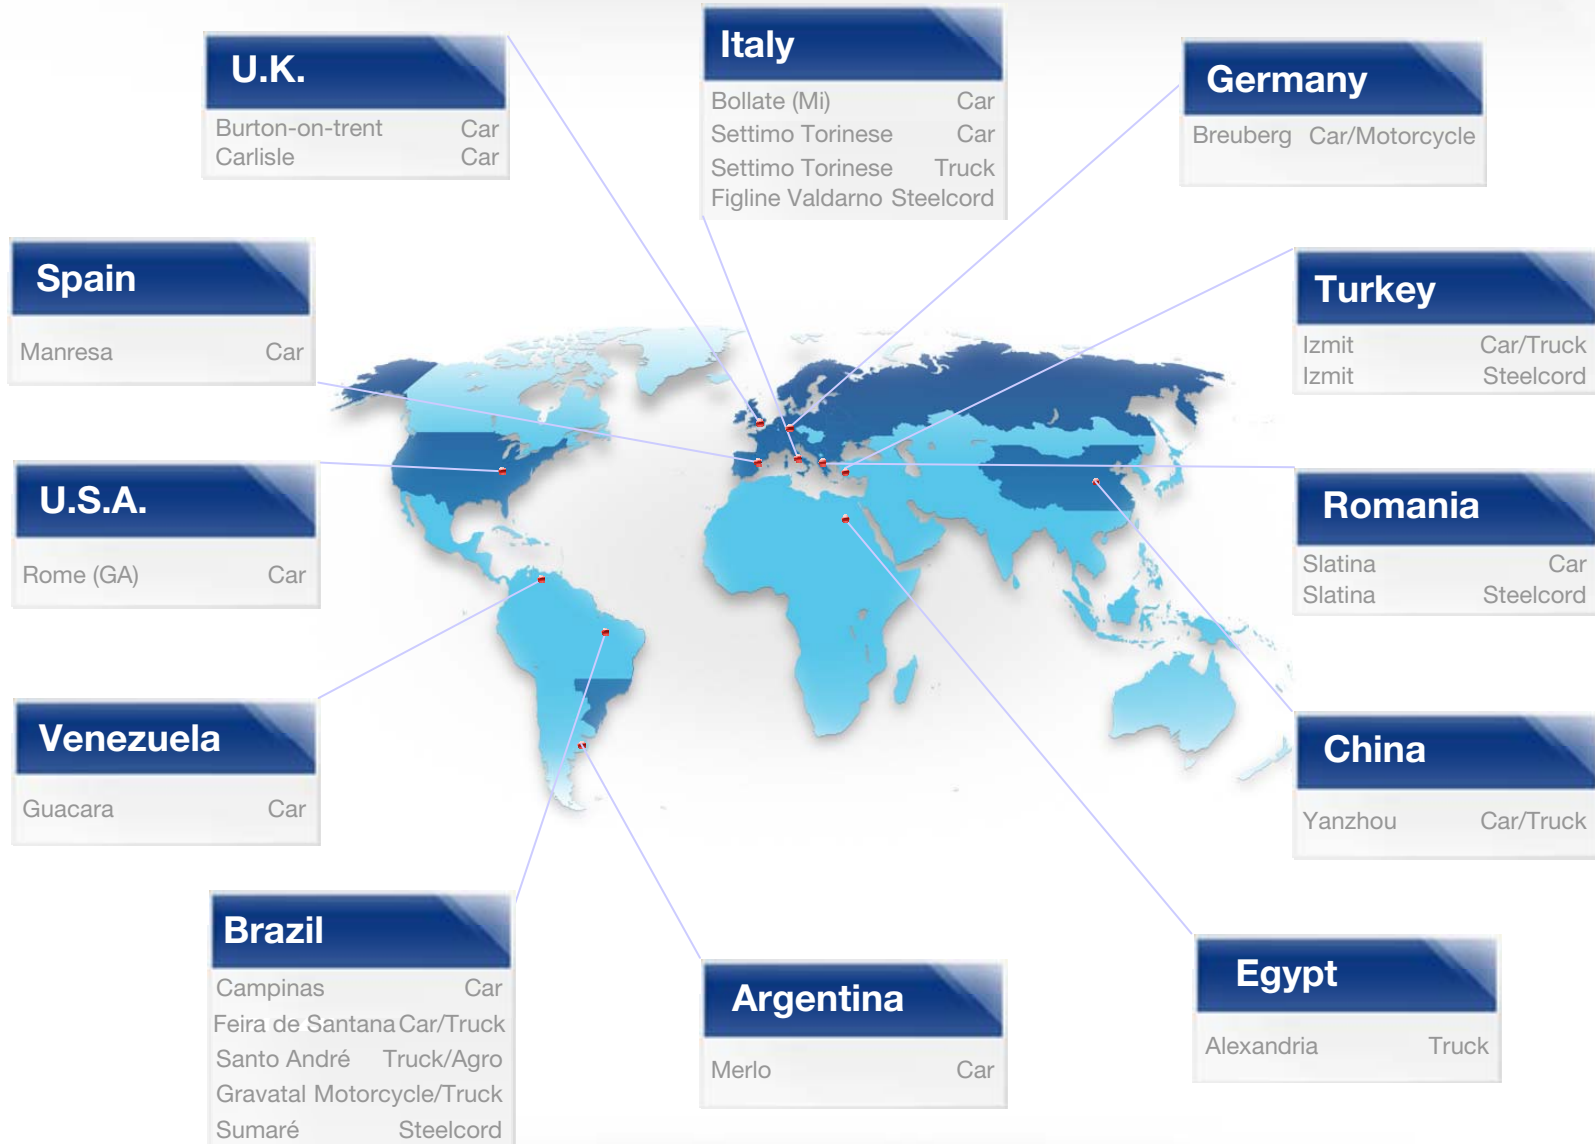 U.K.
Burton-on-trent Car
Carlisle Car
Italy
Bollate (Mi) Car
Settimo Torinese Car
Settimo Torinese Truck
Figline Valdarno Steelcord
Germany
Breuberg Car/Motorcycle
Spain
Manresa Car
Turkey
Izmit Car/Truck
Izmit Steelcord
U.S.A.
Rome (GA) Car
Romania
Slatina Car
Slatina Steelcord
Venezuela
Guacara Car
China
Yanzhou Car/Truck
Brazil
Campinas Car
Feira de Santana Car/Truck
Santo André Truck/Agro
Gravatal Motorcycle/Truck
Sumaré Steelcord
Argentina
Merlo Car
Egypt
Alexandria Truck